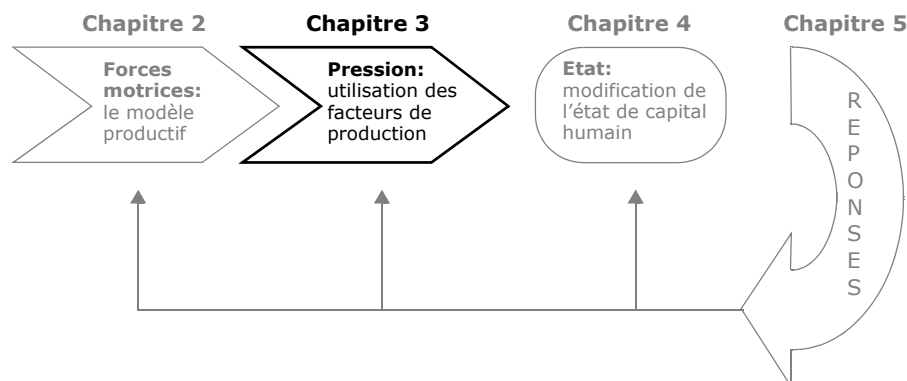 Chapitre 2
Chapitre 3
Chapitre 4
Chapitre 5
Forces
motrices:
le modèle
productif
Pression:
utilisation des
facteurs de
production
Etat:
modification de
l'état de capital
humain
REPONSES